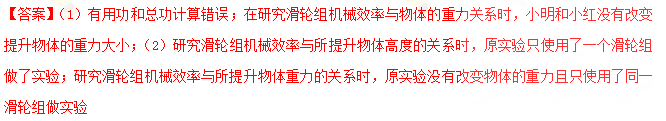 【答案】（1）有用功和总功计算错误；在研究滑轮组机械效率与物体的重力关系时，小明和小红没有改变
提升物体的重力大小；（2）研究滑轮组机械效率与所提升物体高度的关系时，原实验只使用了一个滑轮组
做了实验；研究滑轮组机械效率与所提升物体重力的关系时，原实验没有改变物体的重力且只使用了同一
滑轮组做实验